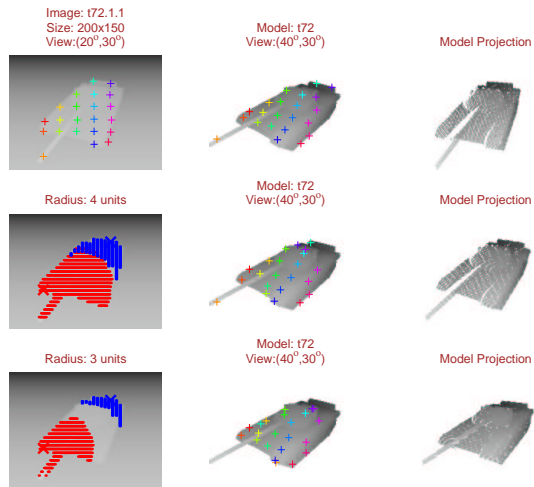 Image: t72.1.1
Size: 200x150
View:(20°,30°)
Model: t72
View:(40°,30°)
Model Projection
Radius: 4 units
Model: t72
View:(40°,30°)
Model Projection
Radius: 3 units
Model: t72
View:(40°,30°)
Model Projection